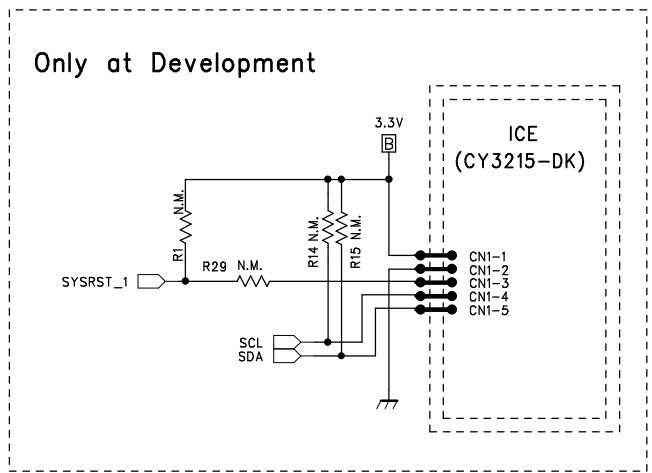 Only at Development
3.3V
B
ICE
(CY3215-DK)
R1 N.M.
R14 N.M.
R15 N.M.
R29 N.M.
SYSRST_1
CN1-1
CN1-2
CN1-3
CN1-4
CN1-5
SCL
SDA